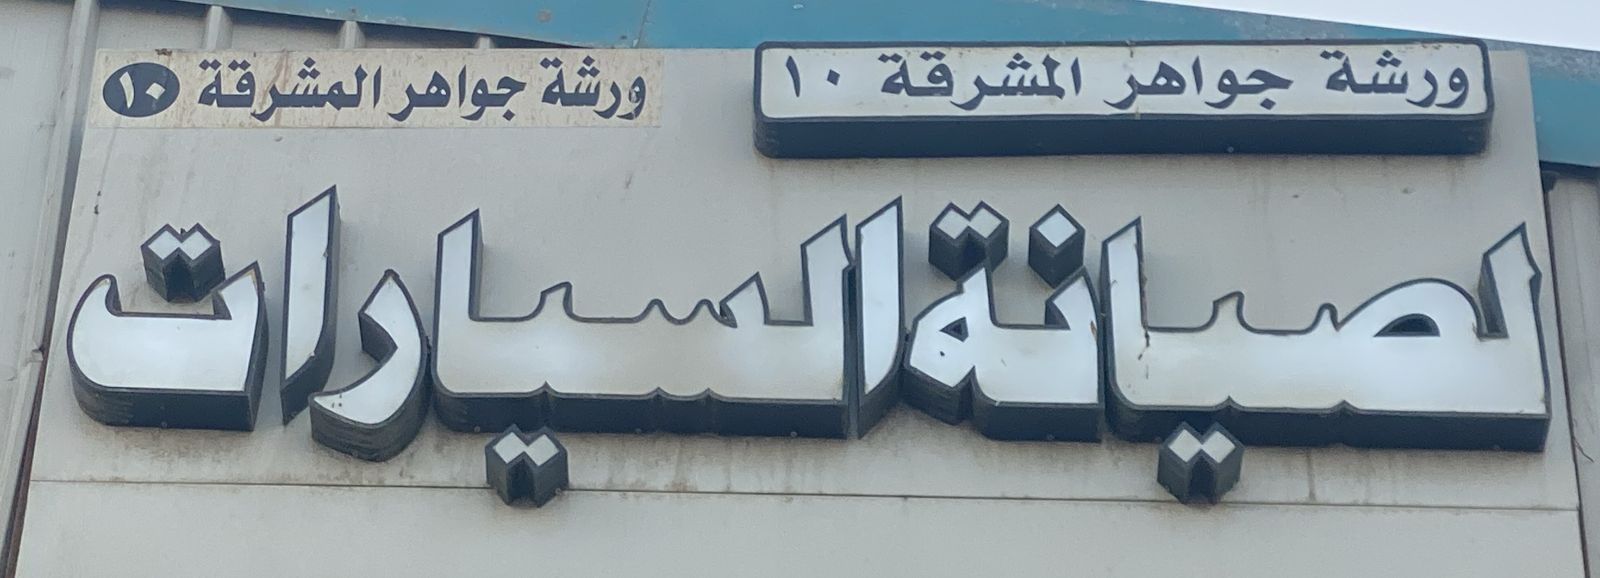 ورشة جواهر المشرقة ١٠
ورشة جواهر المشرقة ١٠
لصيانة السيارات